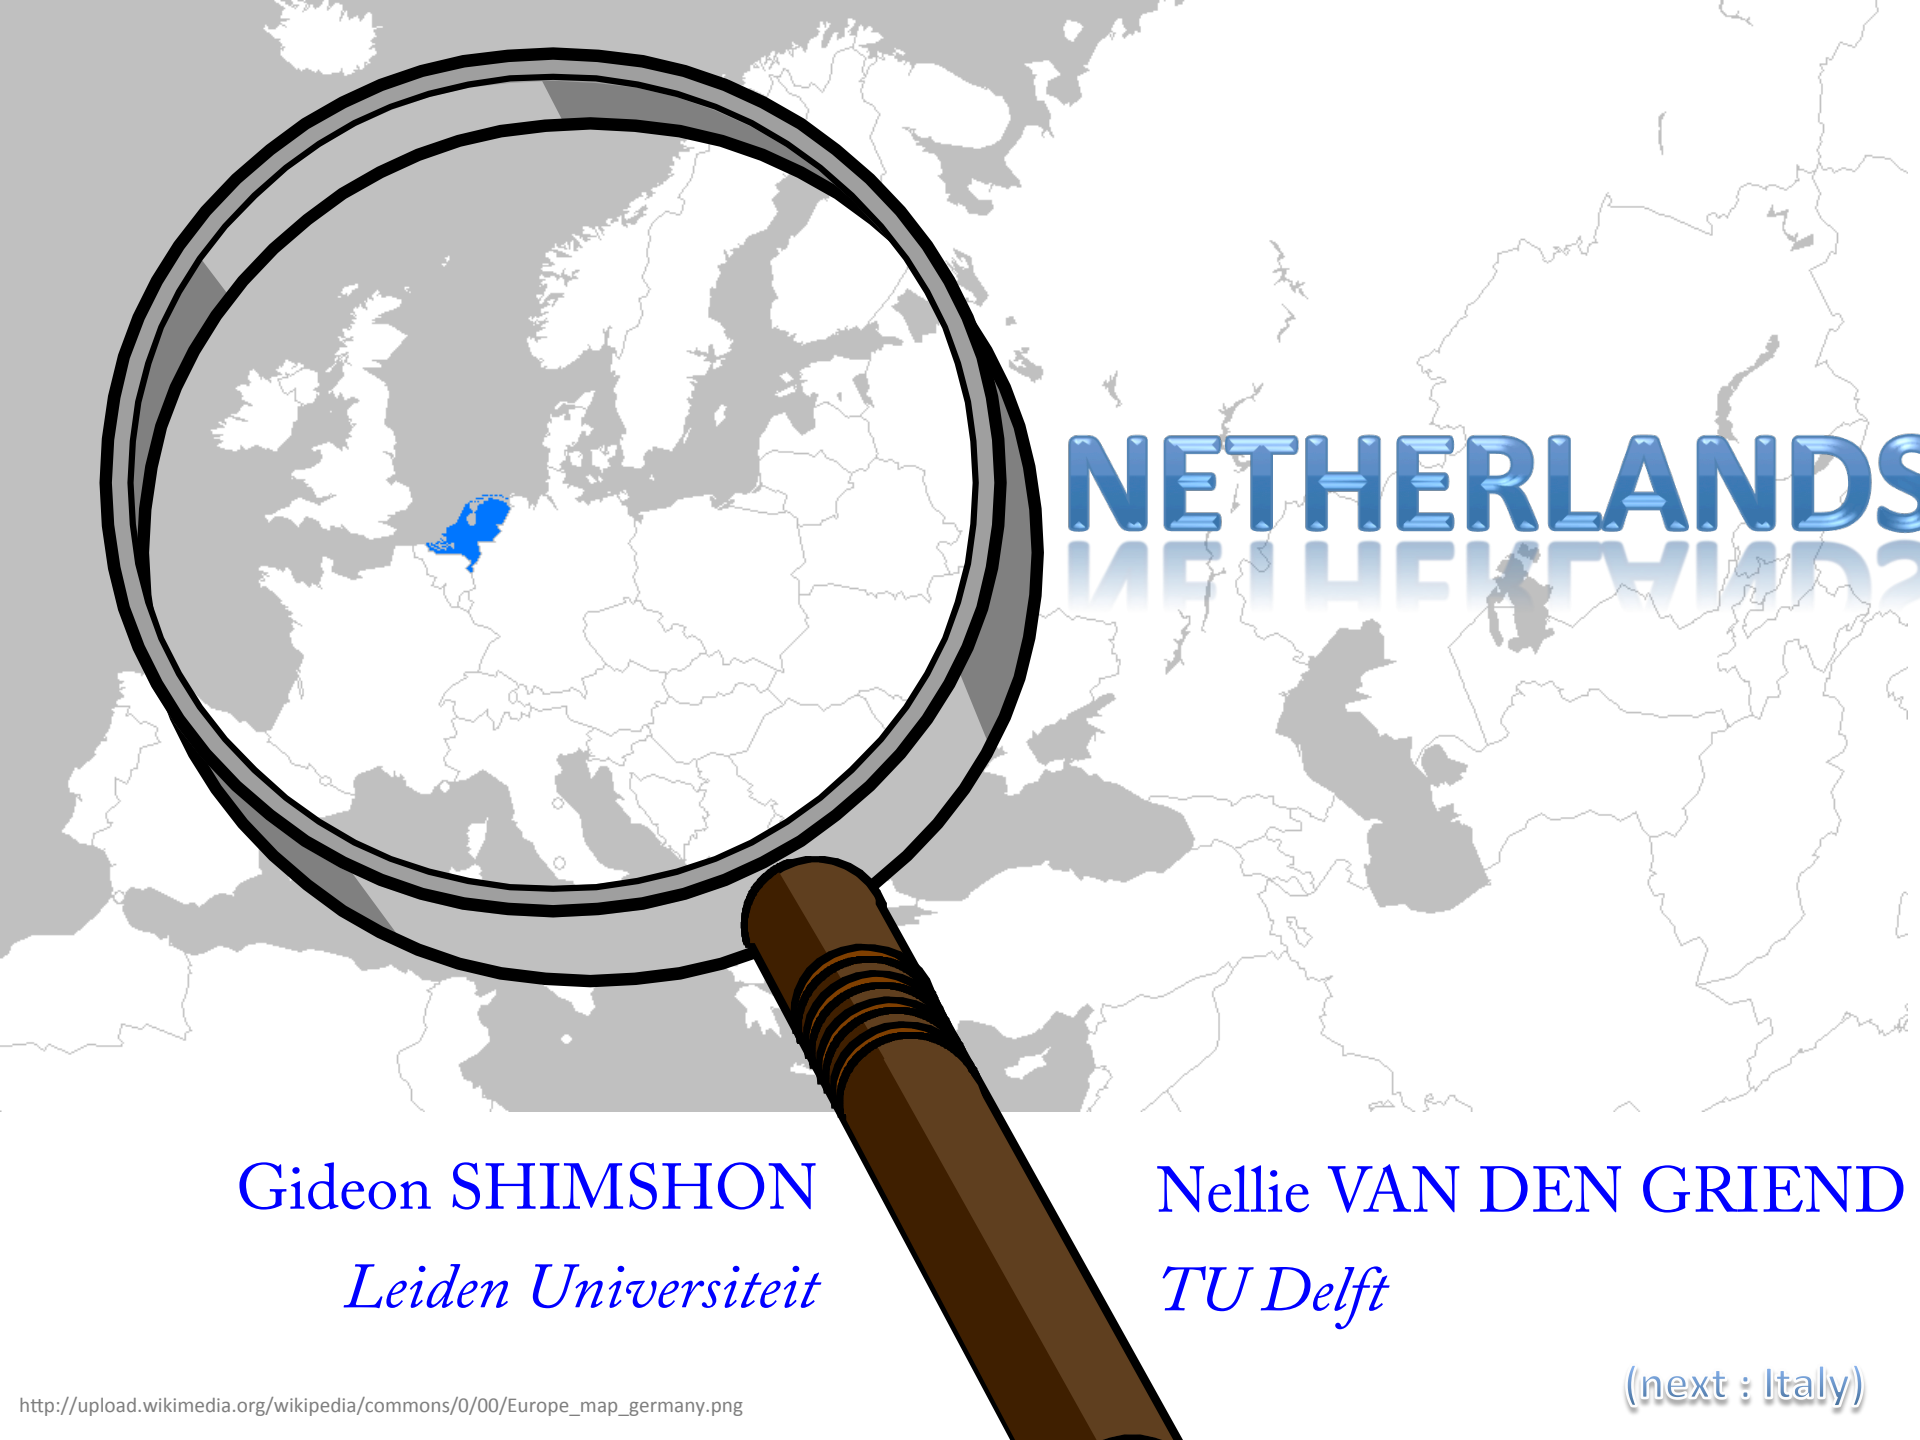 NETHERLANDS
Gideon SHIMSHON
Leiden Universiteit
Nellie VAN DEN GRIEND
TU Delft
(next : Italy)
http://upload.wikimedia.org/wikipedia/commons/0/00/Europe_map_germany.png